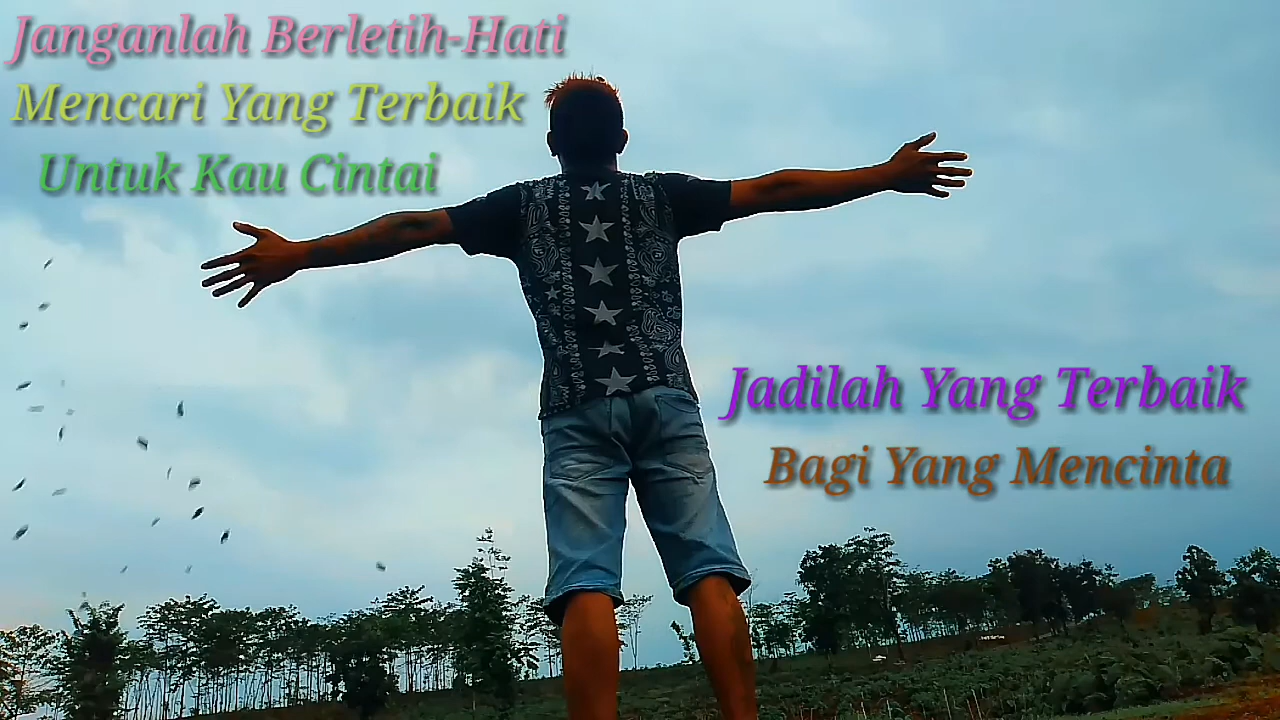 Janganlah Berletih-Hati
Mencari Yang Terbaik
Untuk Kau Cintai
Jadilah Yang Terbaik
Bagi Yang Mencinta